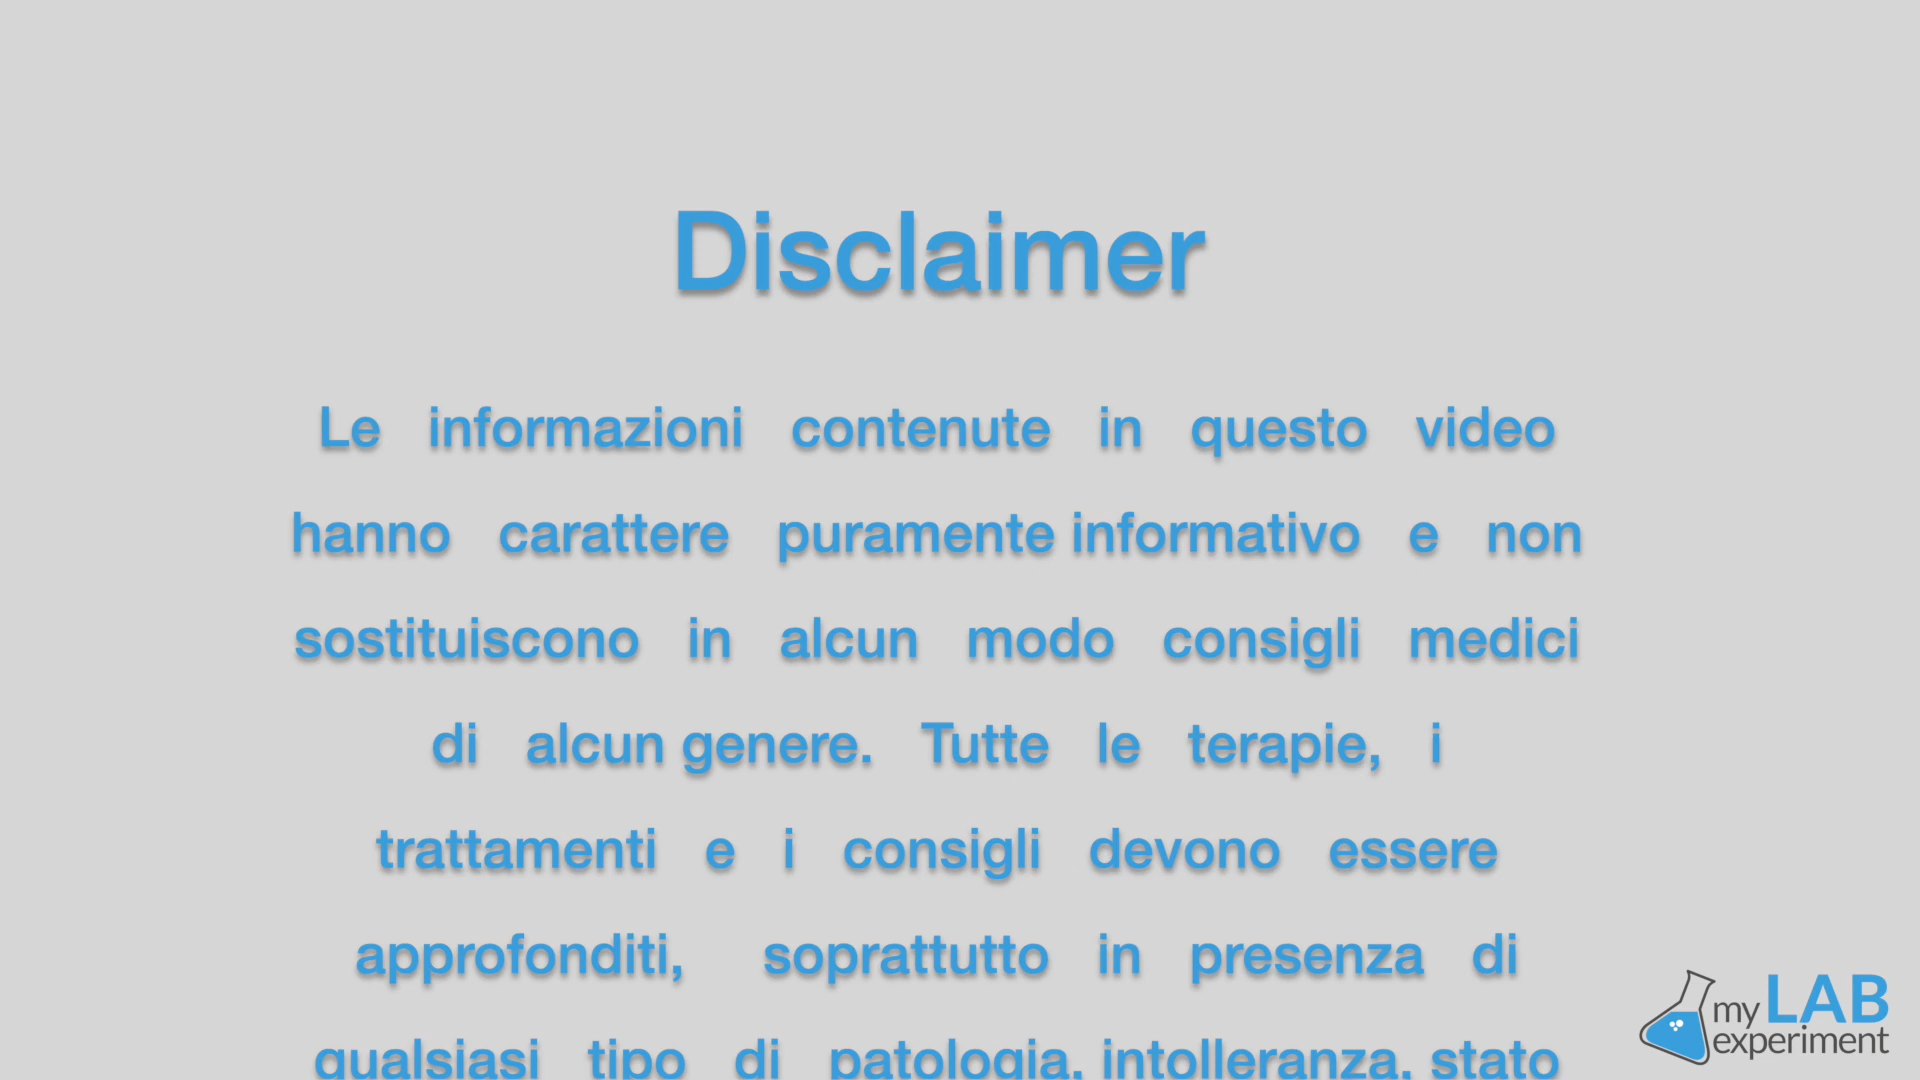 Disclaimer
Le informazioni contenute in questo video
hanno carattere puramente informativo e non
sostituiscono in alcun modo consigli medici
di alcun genere. Tutte le terapie, i
trattamenti e i consigli devono essere
approfonditi, soprattutto in presenza di
qualsiasi tipo di patologia, intolleranza, stato
my LAB
experiment